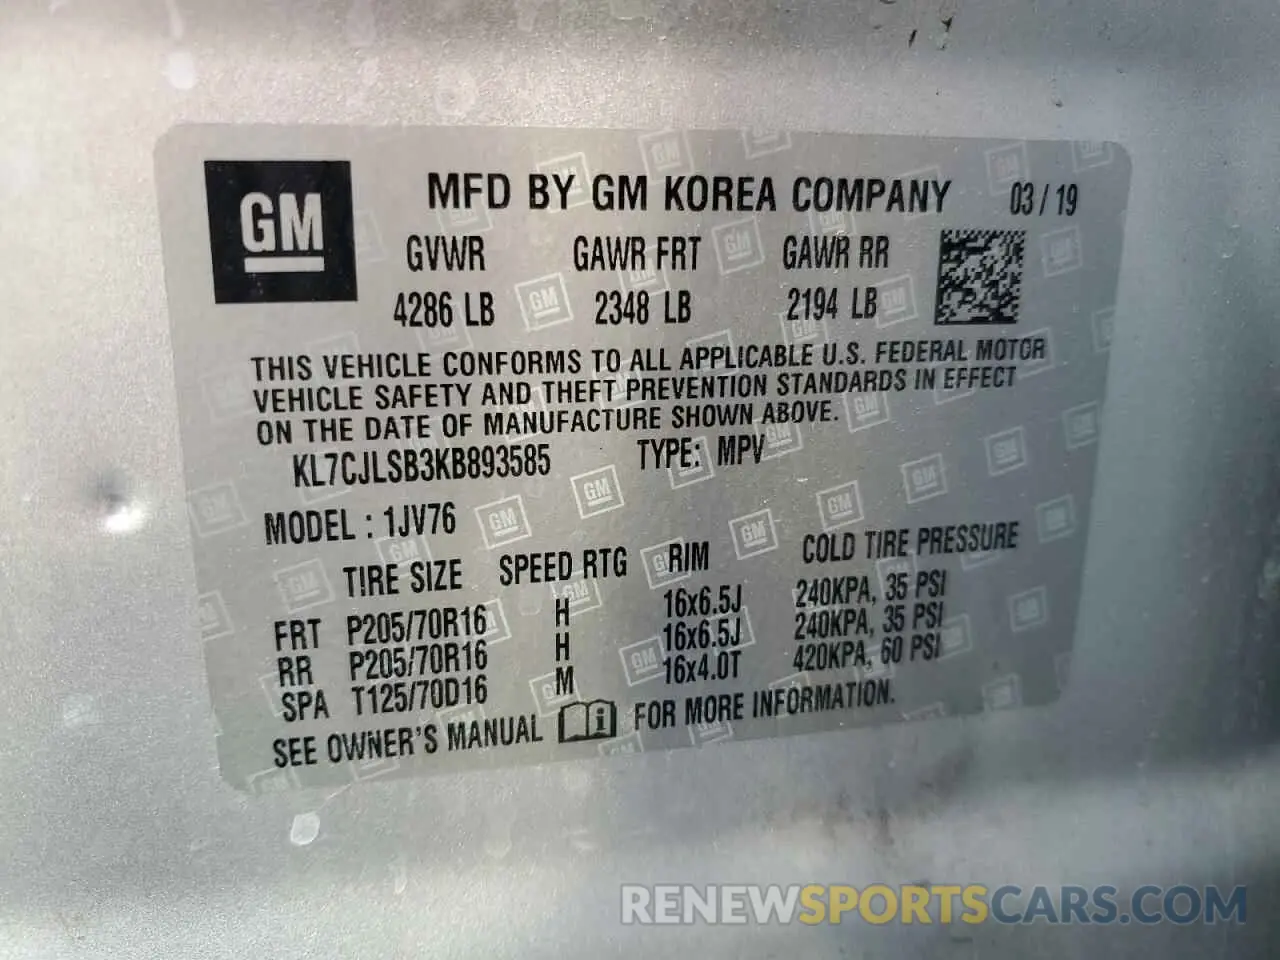 GM
MFD BY GM KOREA COMPANY 03/19
GVWR GAWR FRT GAWR RR
4286 LB 2348 LB 2194 LB
THIS VEHICLE CONFORMS TO ALL APPLICABLE U.S. FEDERAL MOTOR
VEHICLE SAFETY AND THEFT PREVENTION STANDARDS IN EFFECT
ON THE DATE OF MANUFACTURE SHOWN ABOVE.
KL7CJLSB3KB893585 TYPE: MPV
MODEL : 1JV76
TIRE SIZE SPEED RTG RIM COLD TIRE PRESSURE
FRT P205/70R16 H 16x6.5J 240KPA, 35 PSI
RR P205/70R16 H 16x6.5J 240KPA, 35 PSI
SPA T125/70D16 M 16x4.0T 420KPA, 60 PSI
SEE OWNER'S MANUAL FOR MORE INFORMATION.
RENEWSPORTSCARS.COM